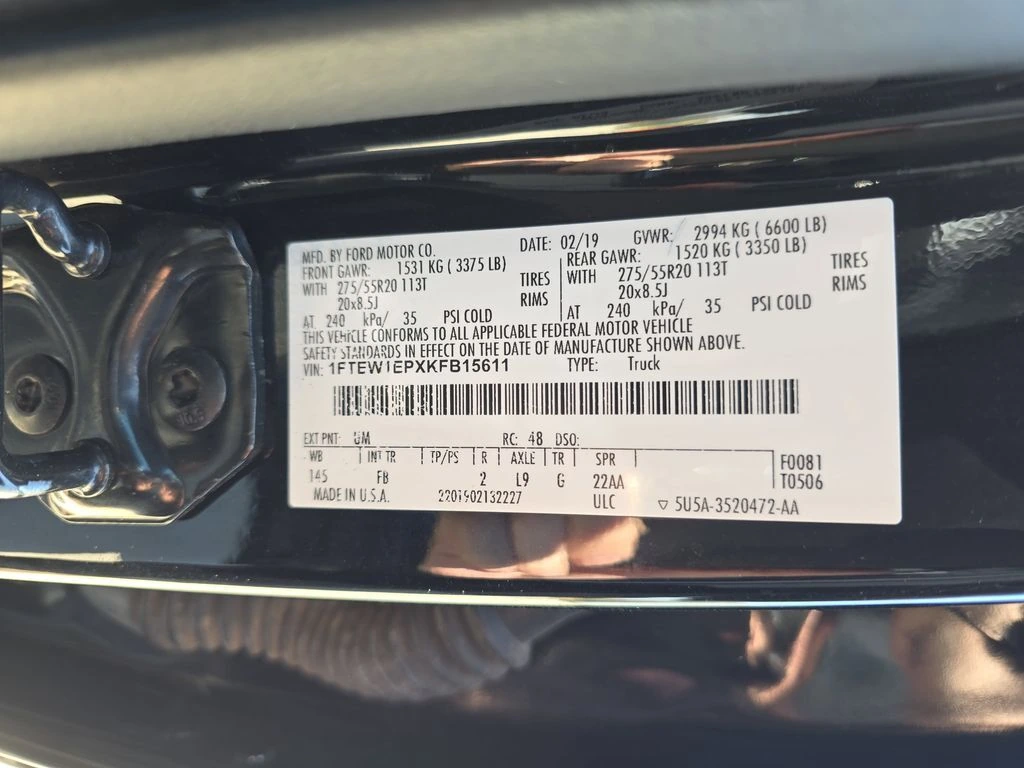 MFD. BY FORD MOTOR CO. DATE: 02/19 GVWR: 2994 KG ( 6600 LB)
FRONT GAWR: 1531 KG ( 3375 LB) REAR GAWR: 1520 KG ( 3350 LB)
WITH 275/55R20 113T TIRES WITH 275/55R20 113T TIRES
20x8.5J RIMS 20x8.5J RIMS
AT 240 kPa/ 35 PSI COLD AT 240 kPa/ 35 PSI COLD
THIS VEHICLE CONFORMS TO ALL APPLICABLE FEDERAL MOTOR VEHICLE
SAFETY STANDARDS IN EFFECT ON THE DATE OF MANUFACTURE SHOWN ABOVE.
VIN: 1FTEW1EPXKFB15611 TYPE: Truck
EXT PNT: UM RC: 48 DSO:
WB INT TR TP/PS R AXLE TR SPR F0081
145 FB 2 L9 G 22AA T0506
MADE IN U.S.A. 2201902132227 ULC ▽ 5U5A-3520472-AA